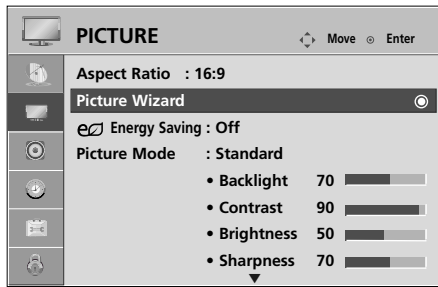 PICTURE Move Enter
Aspect Ratio : 16:9
Picture Wizard
Energy Saving : Off
Picture Mode : Standard
• Backlight 70
• Contrast 90
• Brightness 50
• Sharpness 70